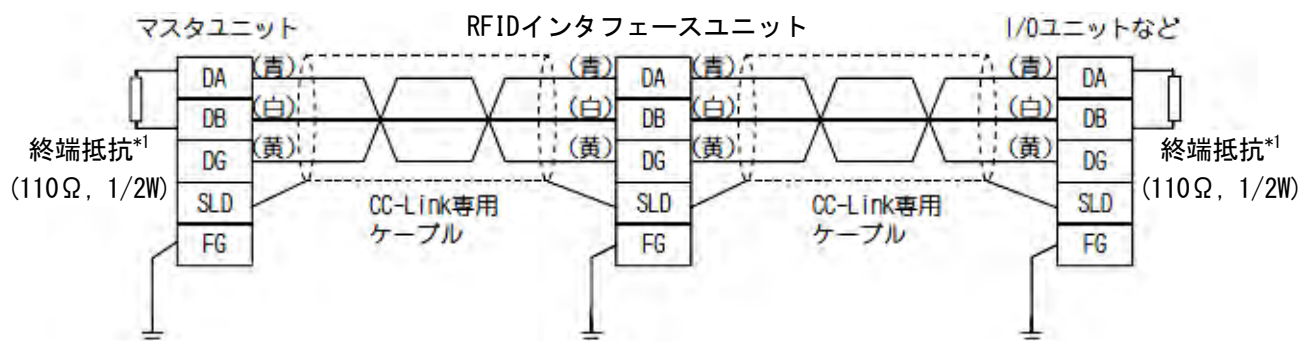 マスタユニット RFIDインタフェースユニット I/Oユニットなど
DA (青) (青) DA (青) (青) DA
DB (白) (白) DB (白) (白) DB
DG (黄) (黄) DG (黄) (黄) DG
終端抵抗*1 終端抵抗*1
(110Ω, 1/2W) (110Ω, 1/2W)
SLD CC-Link専用 SLD CC-Link専用 SLD
ケーブル ケーブル
FG FG FG